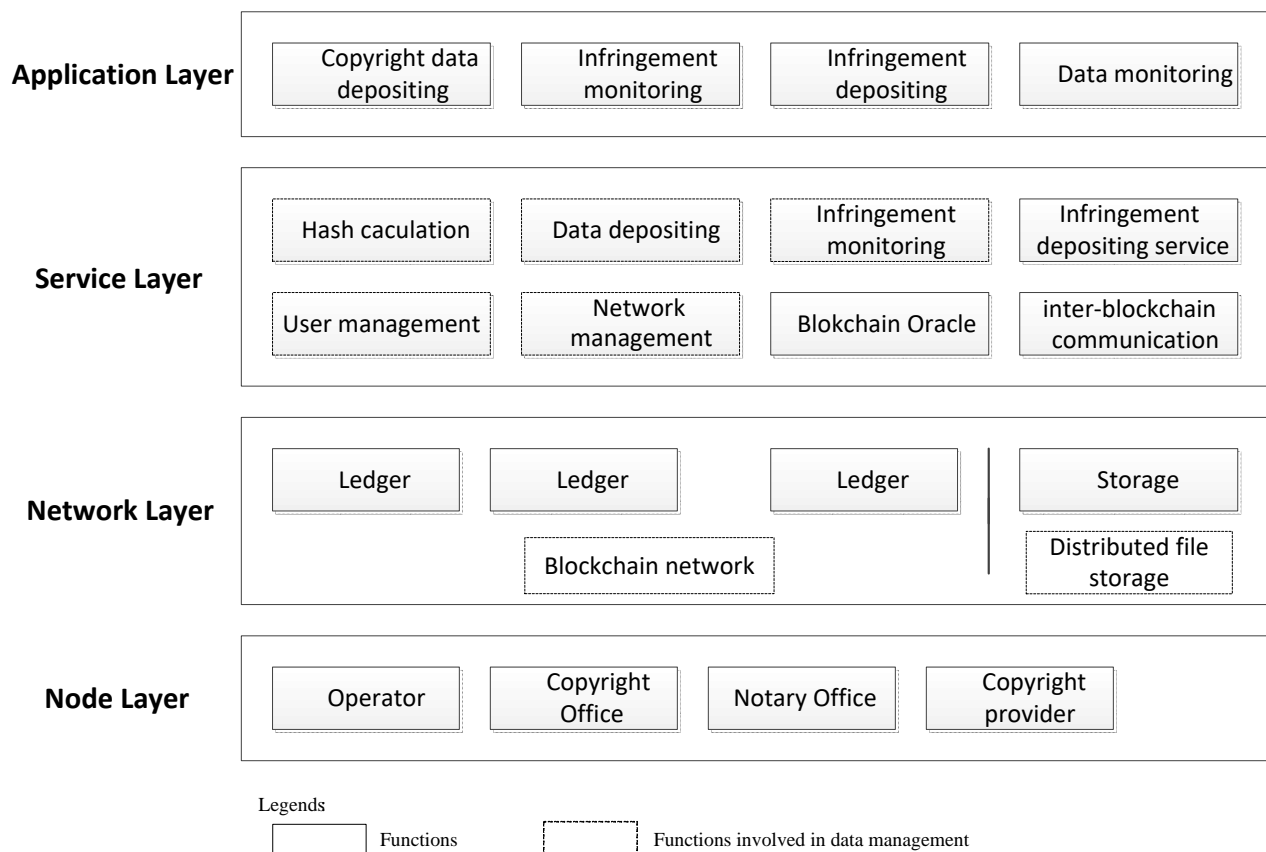 Application Layer
Copyright data
depositing
Infringement
monitoring
Infringement
depositing
Data monitoring
Service Layer
Hash caculation
Data depositing
Infringement
monitoring
Infringement
depositing service
User management
Network
management
Blokchain Oracle
inter-blockchain
communication
Network Layer
Ledger
Ledger
Ledger
Storage
Blockchain network
Distributed file
storage
Node Layer
Operator
Copyright
Office
Notary Office
Copyright
provider
Legends
Functions
Functions involved in data management